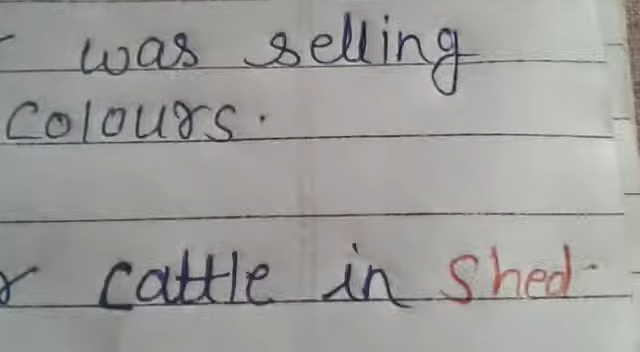 was selling
colours.
cattle in shed.